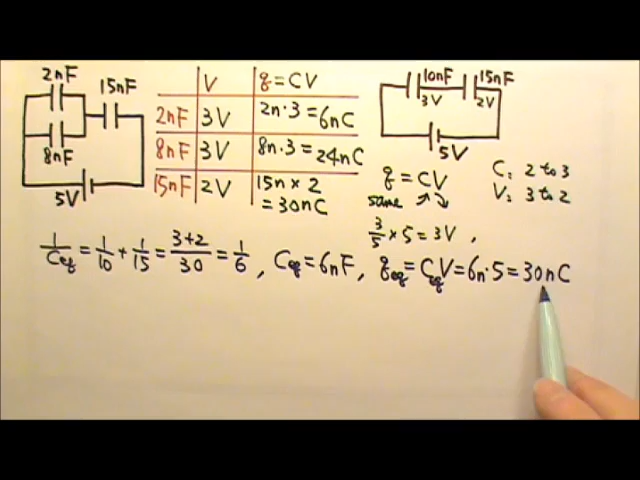 2nF
15nF
8nF
5V
V q=CV
2nF 3V 2n·3=6nC
8nF 3V 8n·3=24nC
15nF 2V 15n×2
=30nC
10nF 15nF
3V 2V
5V
q=CV
same
C: 2 to 3
V: 3 to 2
3/5 ×5=3V,
1/Ceq = 1/10 + 1/15 = 3+2/30 = 1/6, Ceq=6nF, qeq=CeqV=6n·5=30nC